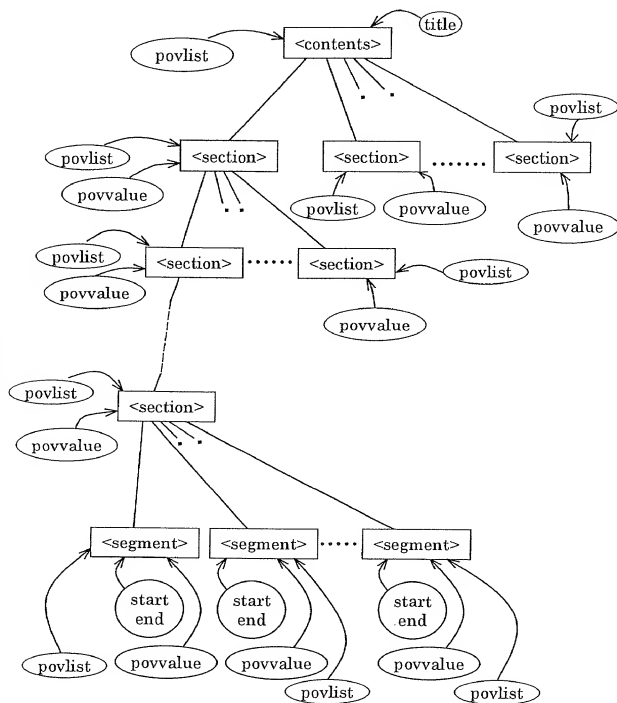 title
<contents>
povlist
povlist
povlist
<section>
<section>
<section>
povvalue
povlist
povvalue
povvalue
povlist
<section>
<section>
povlist
povvalue
povvalue
povlist
<section>
povvalue
<segment>
<segment>
<segment>
start
end
start
end
start
end
povlist
povvalue
povvalue
povvalue
povlist
povlist